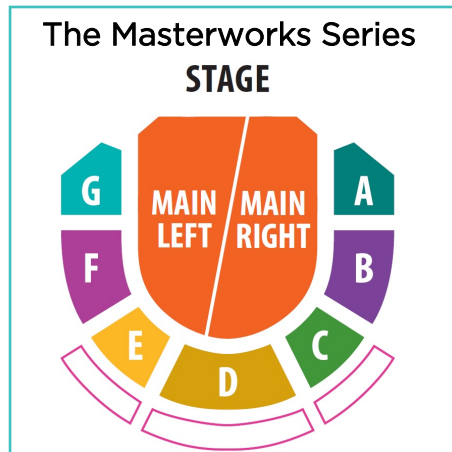 The Masterworks Series
STAGE
G
MAIN LEFT
MAIN RIGHT
A
F
B
E
D
C